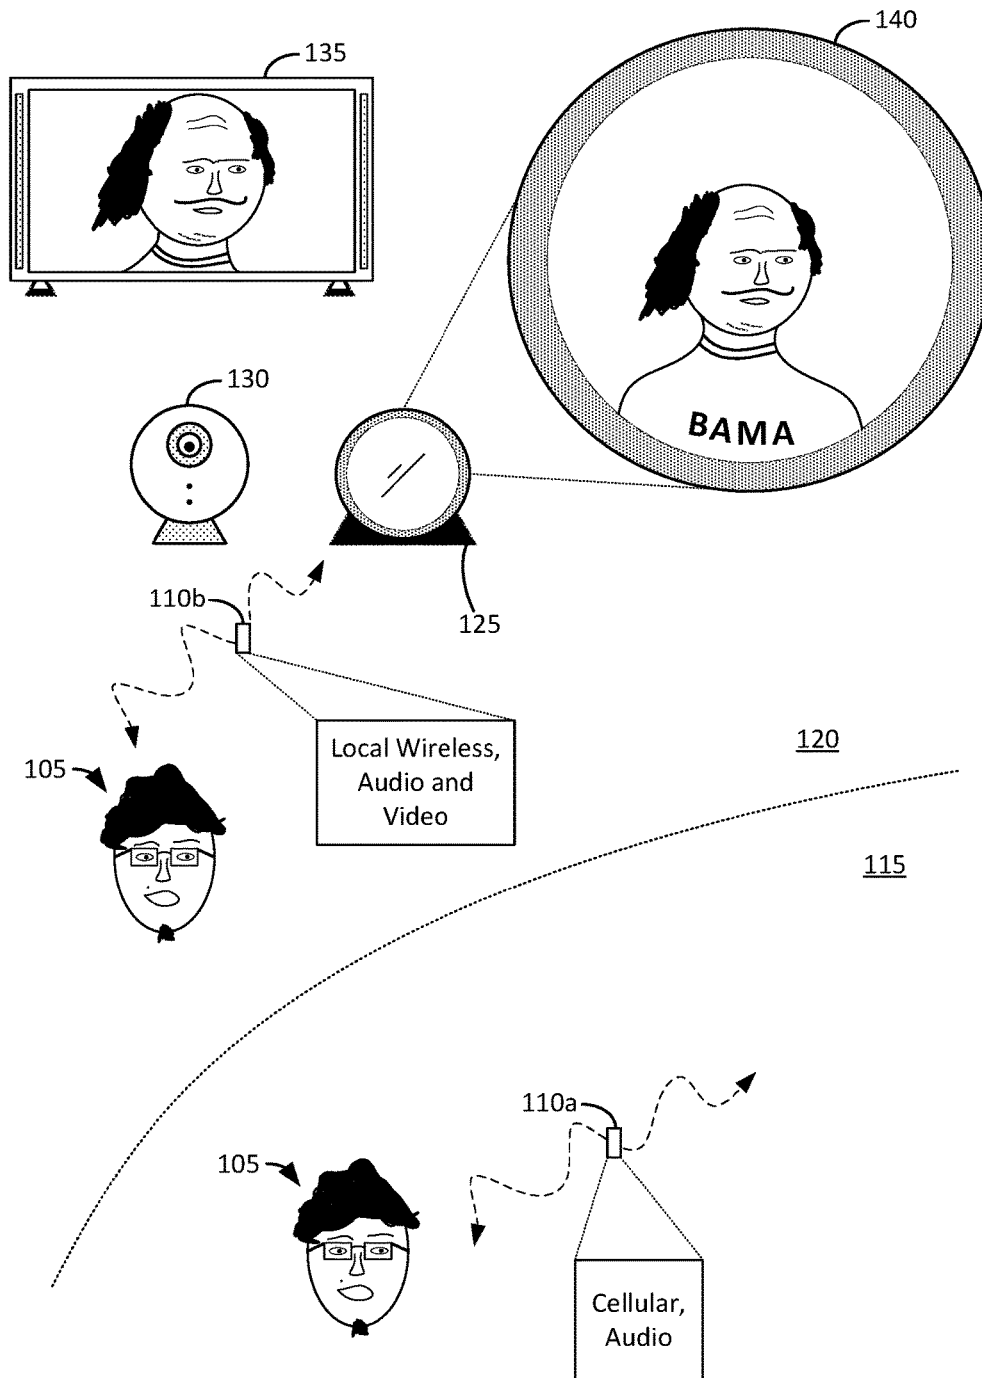 135
140
BAMA
130
110b
125
Local Wireless,
Audio and
Video
105
120
115
110a
105
Cellular,
Audio